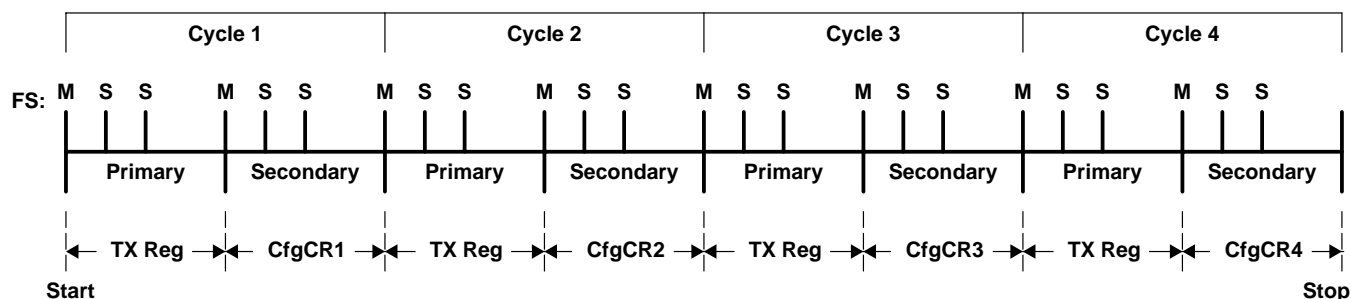 Cycle 1 Cycle 2 Cycle 3 Cycle 4
FS: M S S M S S M S S M S S M S S M S S M S S M S S
Primary Secondary Primary Secondary Primary Secondary Primary Secondary
TX Reg CfgCR1 TX Reg CfgCR2 TX Reg CfgCR3 TX Reg CfgCR4
Start Stop